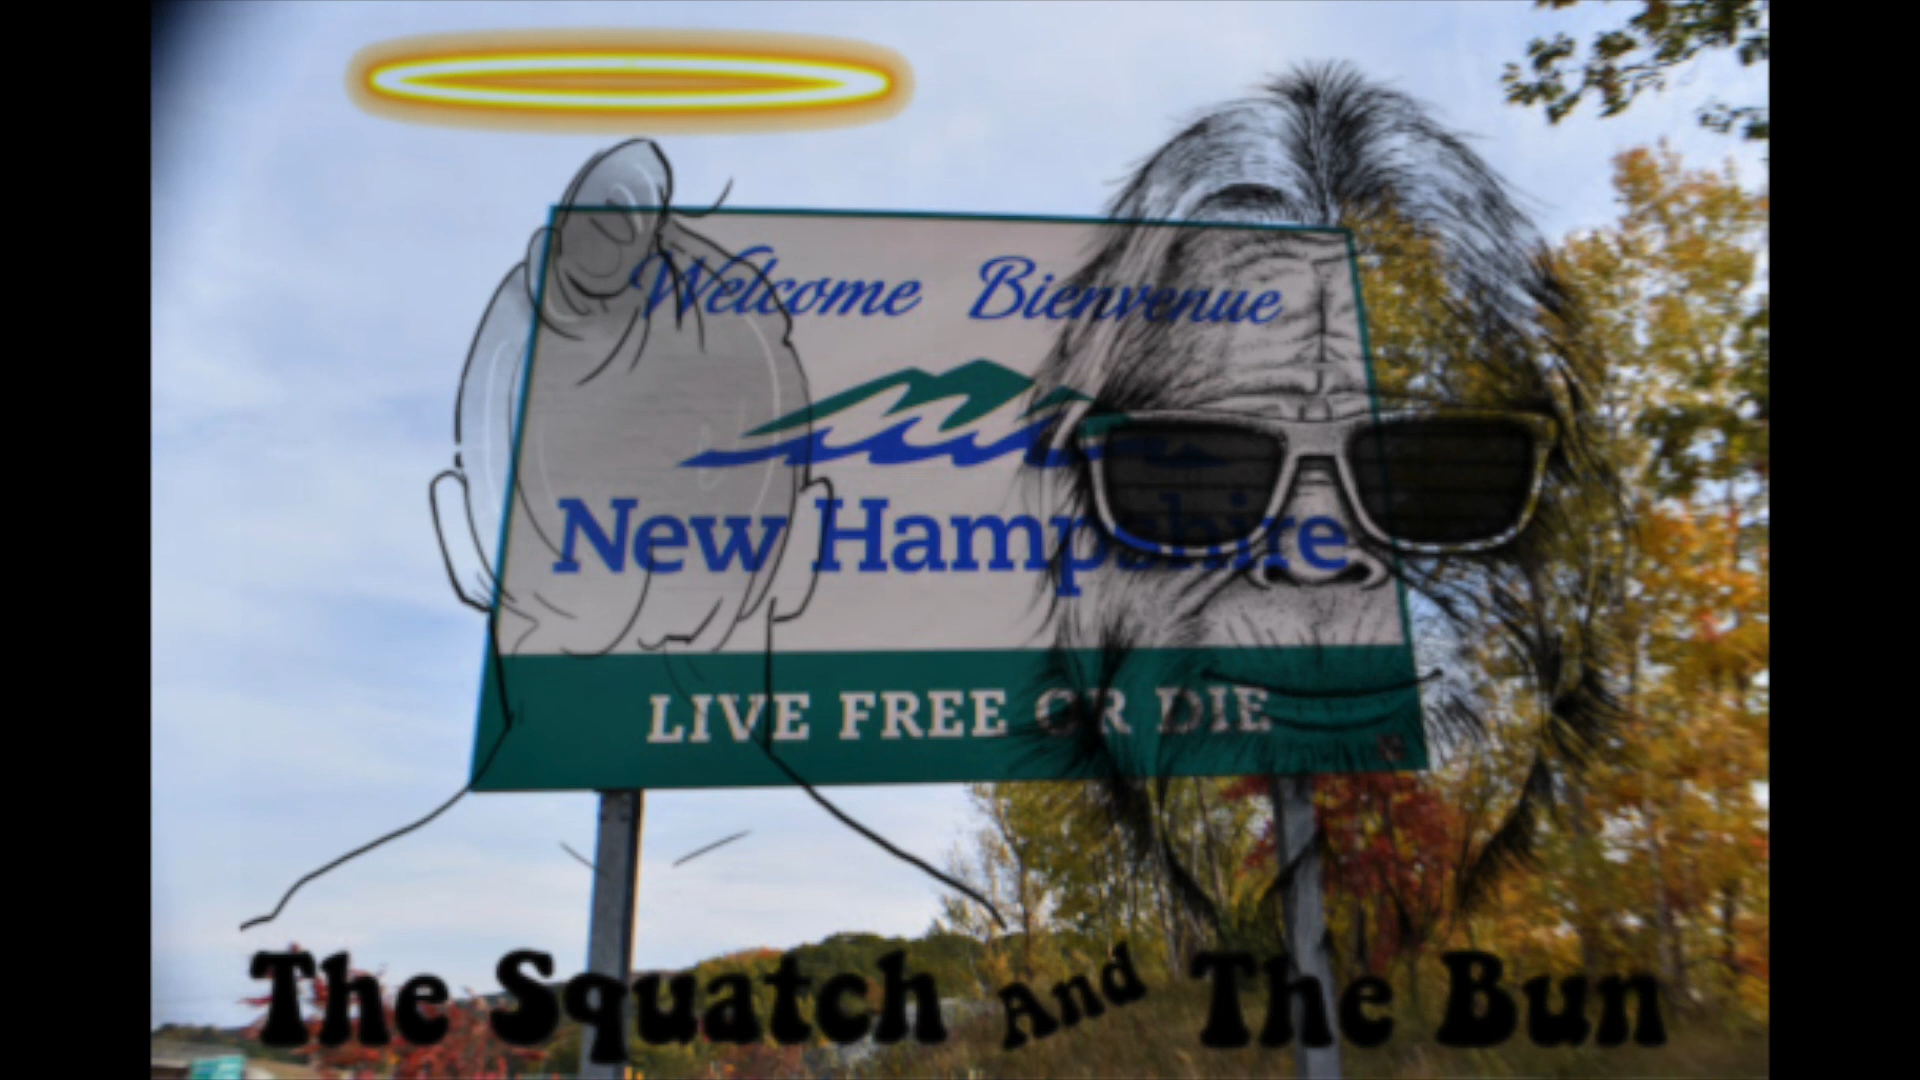 Welcome Bienvenue
New Hampshire
LIVE FREE OR DIE
The Squatch And The Bun